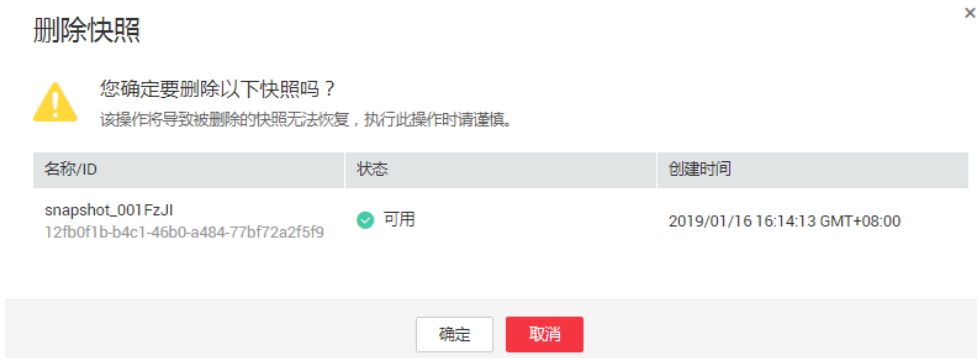 删除快照
×
您确定要删除以下快照吗？
该操作将导致被删除的快照无法恢复，执行此操作时请谨慎。
名称/ID 状态 创建时间
snapshot_001FzJI 可用 2019/01/16 16:14:13 GMT+08:00
12fb0f1b-b4c1-46b0-a484-77bf72a2f5f9
确定 取消